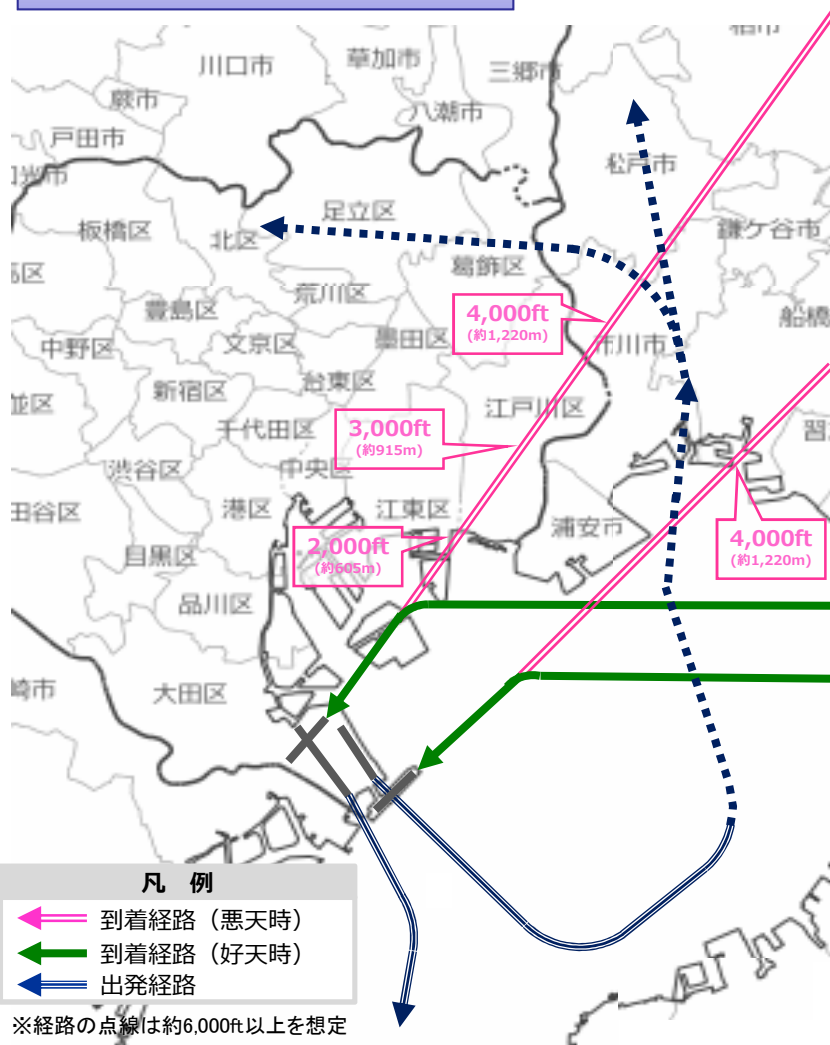 川口市
草加市
三郷市
蕨市
八潮市
戸田市
松戸市
足立区
板橋区
北区
鎌ケ谷市
葛飾区
荒川区
豊島区
4,000ft
(約1,220m)
船橋
中野区
文京区
墨田区
市川市
台東区
新宿区
江戸川区
3,000ft
(約915m)
千代田区
渋谷区
中央区
港区
江東区
田谷区
浦安市
2,000ft
(約605m)
4,000ft
(約1,220m)
目黒区
品川区
崎市
大田区
凡 例
到着経路（悪天時）
到着経路（好天時）
出発経路
※経路の点線は約6,000ft以上を想定